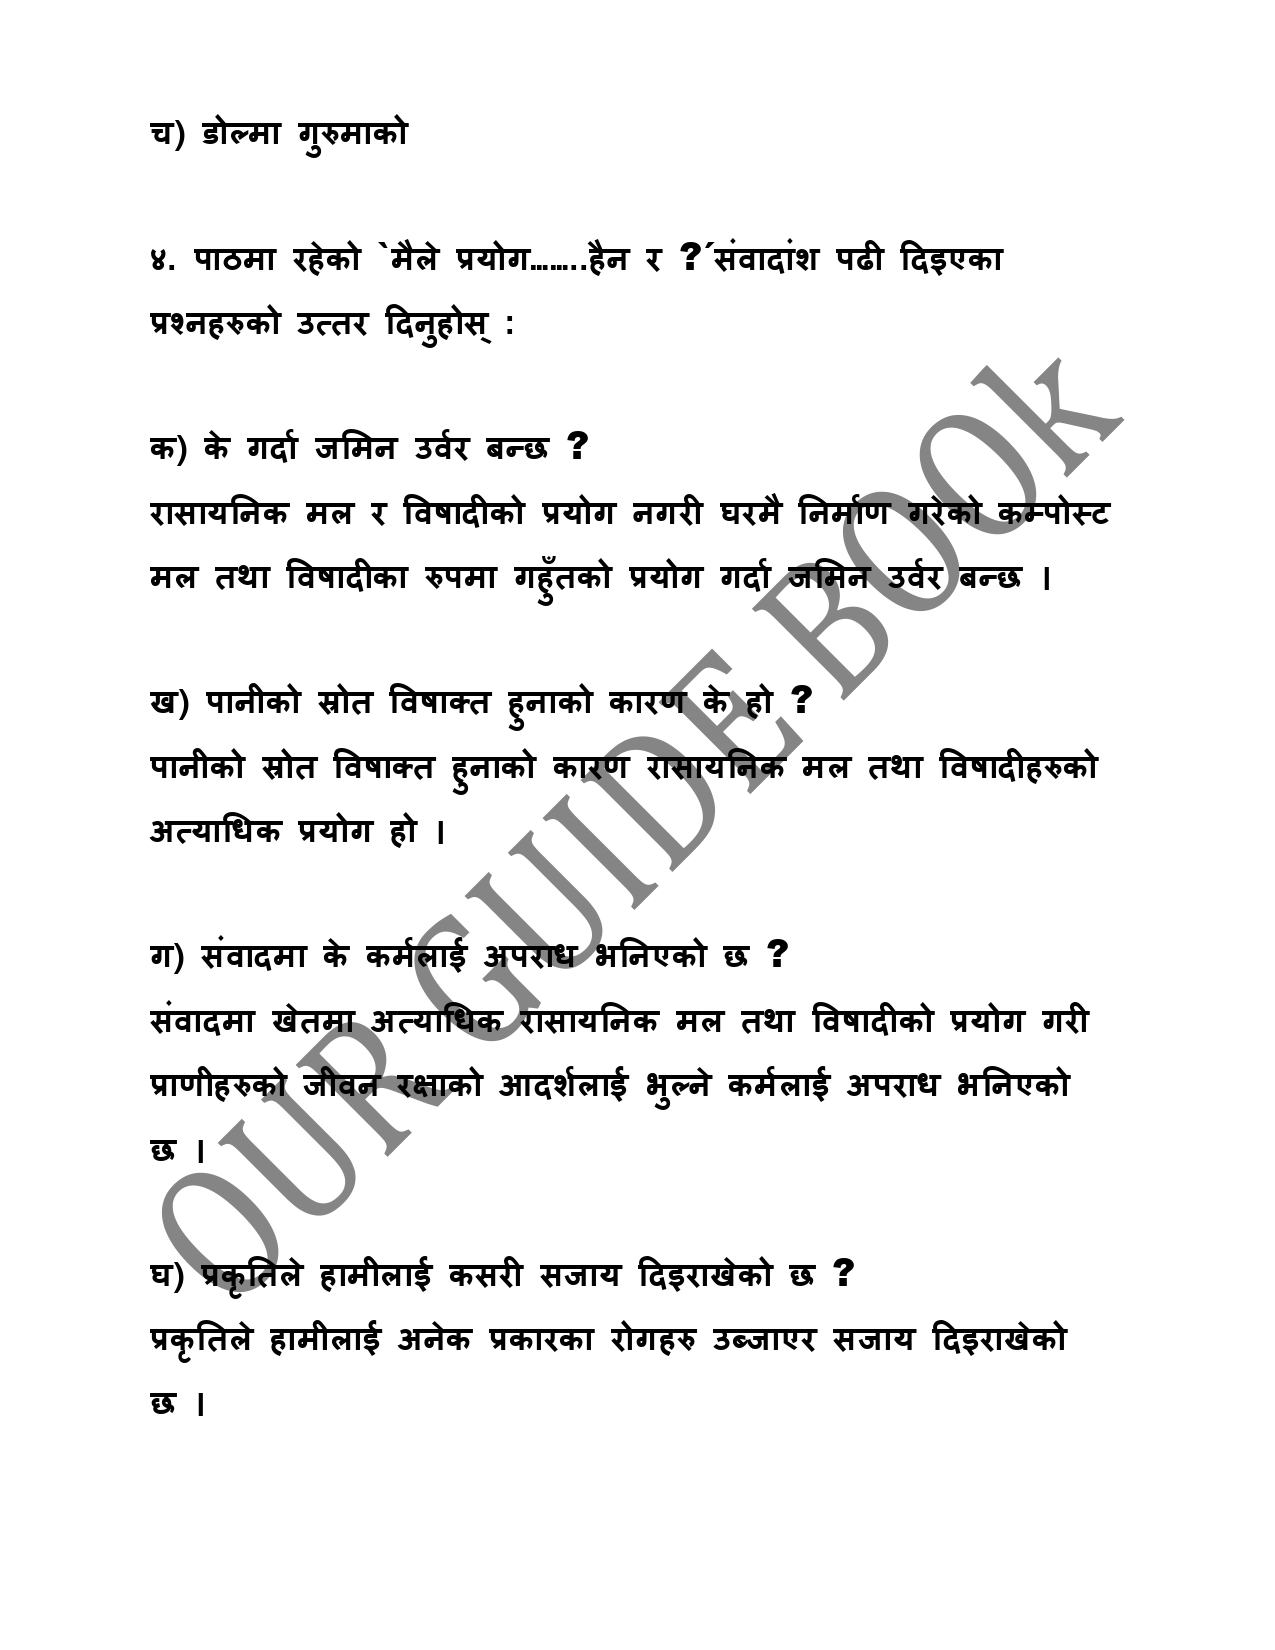 च) डोल्मा गुरुमाको
४. पाठमा रहेको `मैले प्रयोग........हैन र ?´संवादांश पढी दिइएका
प्रश्नहरुको उत्तर दिनुहोस् :
क) के गर्दा जमिन उर्वर बन्छ ?
रासायनिक मल र विषादीको प्रयोग नगरी घरमै निर्माण गरेको कम्पोस्ट
मल तथा विषादीका रुपमा गहुँतको प्रयोग गर्दा जमिन उर्वर बन्छ ।
ख) पानीको स्रोत विषाक्त हुनाको कारण के हो ?
पानीको स्रोत विषाक्त हुनाको कारण रासायनिक मल तथा विषादीहरुको
अत्याधिक प्रयोग हो ।
ग) संवादमा के कर्मलाई अपराध भनिएको छ ?
संवादमा खेतमा अत्याधिक रासायनिक मल तथा विषादीको प्रयोग गरी
प्राणीहरुको जीवन रक्षाको आदर्शलाई भुल्ने कर्मलाई अपराध भनिएको
छ ।
घ) प्रकृतिले हामीलाई कसरी सजाय दिइराखेको छ ?
प्रकृतिले हामीलाई अनेक प्रकारका रोगहरु उब्जाएर सजाय दिइराखेको
छ ।
OUR GUIDE BOOk